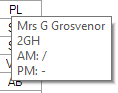 PL
Mrs G Grosvenor
2GH
AM: /
PM: -
AB